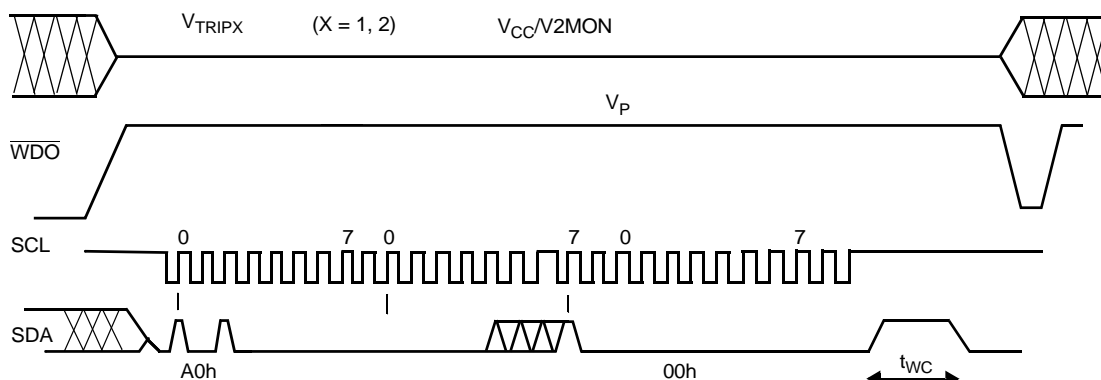 V_TRIPX (X = 1, 2) V_CC/V2MON
V_P
WDO
SCL 0 7 0 7 0 7
SDA
A0h 00h t_WC